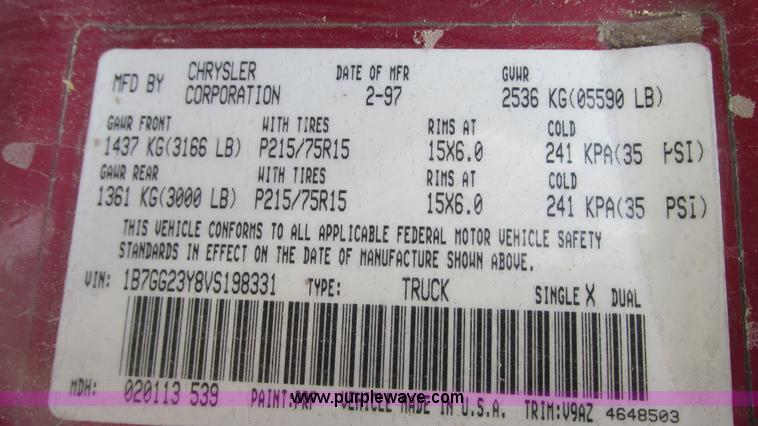 MFD BY CHRYSLER CORPORATION DATE OF MFR 2-97 GVWR 2536 KG(05590 LB)
GAWR FRONT WITH TIRES RIMS AT COLD
1437 KG(3166 LB) P215/75R15 15X6.0 241 KPA(35 PSI)
GAWR REAR WITH TIRES RIMS AT COLD
1361 KG(3000 LB) P215/75R15 15X6.0 241 KPA(35 PSI)
THIS VEHICLE CONFORMS TO ALL APPLICABLE FEDERAL MOTOR VEHICLE SAFETY
STANDARDS IN EFFECT ON THE DATE OF MANUFACTURE SHOWN ABOVE.
VIN: 1B7GG23Y8VS198331 TYPE: TRUCK SINGLE X DUAL
MDH: 020113 539 PAINT: VEHICLE MADE IN U.S.A. TRIM:V9AZ 4648503
www.purplewave.com